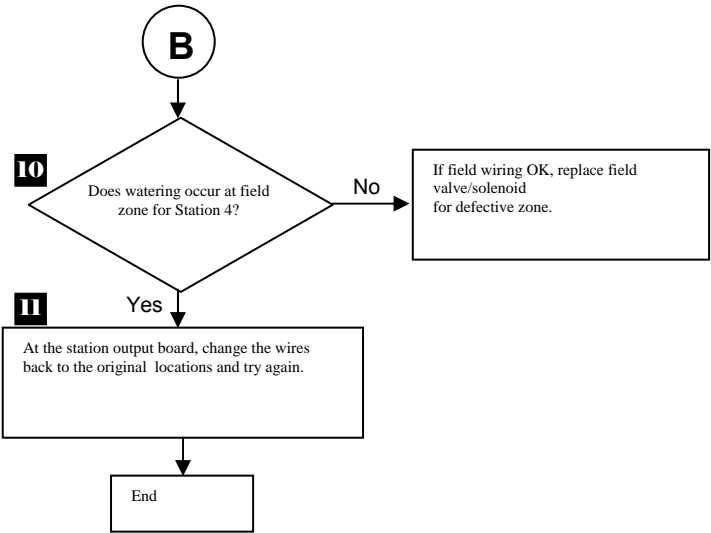 B
10
Does watering occur at field
zone for Station 4?
No
If field wiring OK, replace field
valve/solenoid
for defective zone.
11
Yes
At the station output board, change the wires
back to the original locations and try again.
End